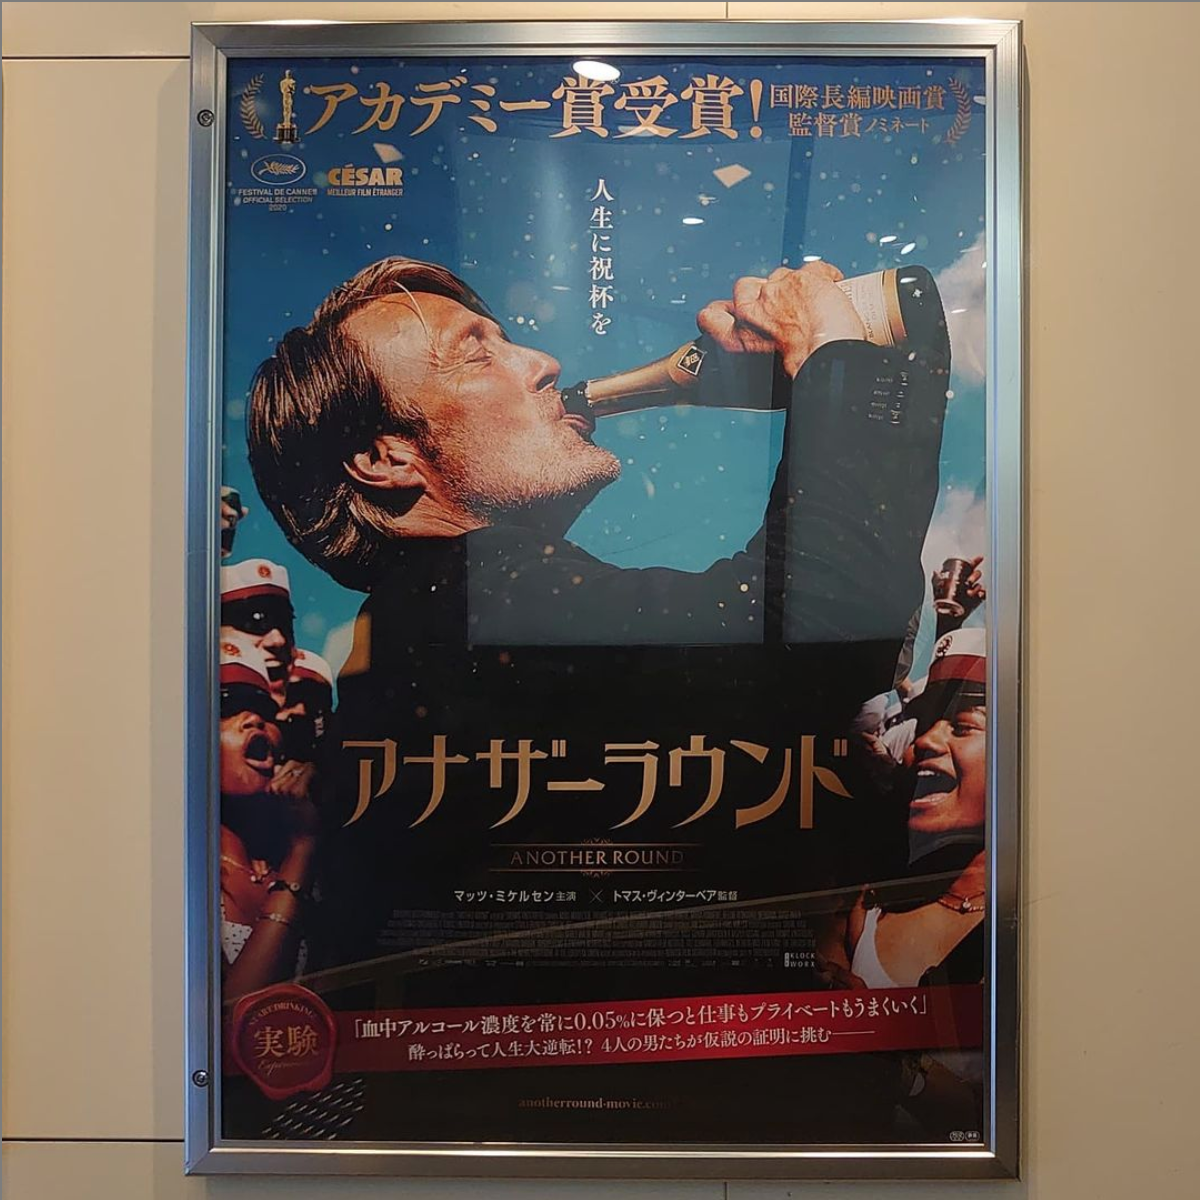 アカデミー賞受賞!
国際長編映画賞
監督賞ノミネート
FESTIVAL DE CANNES
OFFICIAL SELECTION
2020
CÉSAR
MEILLEUR FILM ÉTRANGER
人生に祝杯を
アナザーラウンド
ANOTHER ROUND
マッツ・ミケルセン主演 × トマス・ヴィンターベア監督
KLOCK
WORX
START DRINKING
実験
「血中アルコール濃度を常に0.05%に保つと仕事もプライベートもうまくいく」
酔っぱらって人生大逆転!? 4人の男たちが仮説の証明に挑む――
anotherround-movie.com